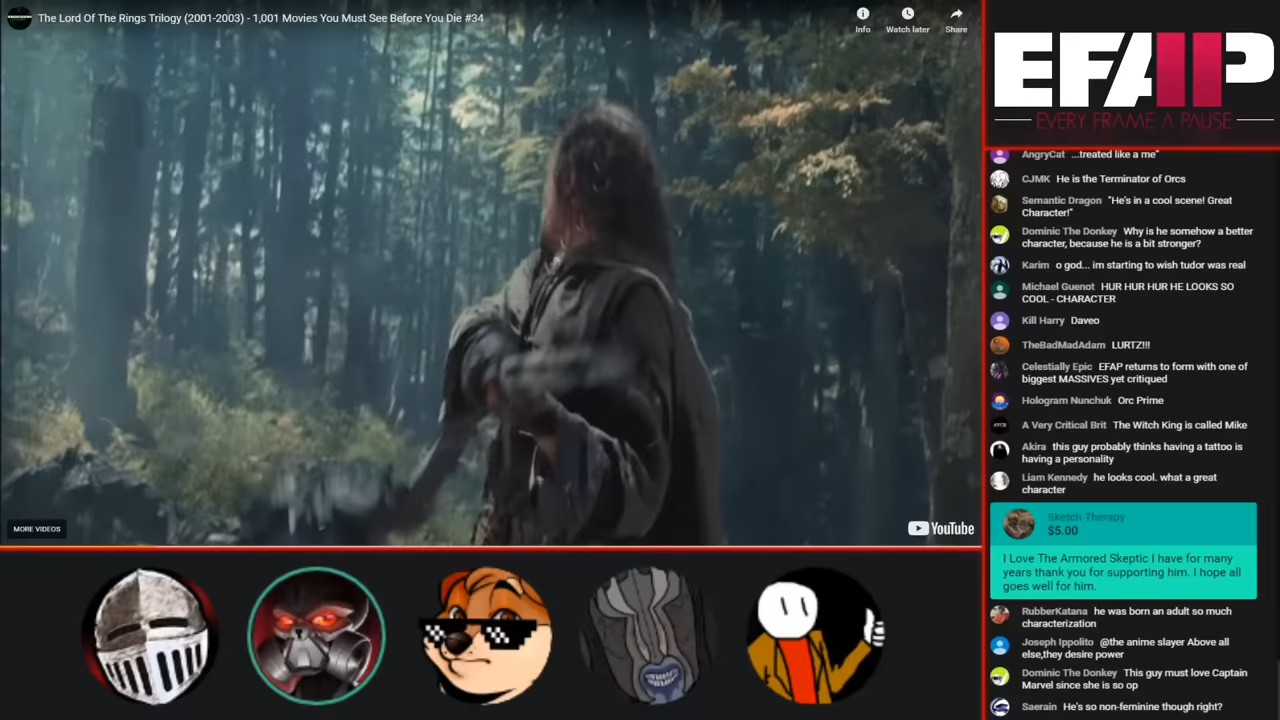 The Lord Of The Rings Trilogy (2001-2003) - 1,001 Movies You Must See Before You Die #34
Info
Watch later
Share
MORE VIDEOS
YouTube
EFAP
EVERY FRAME A PAUSE
AngryCat ...treated like a me"
CJMK He is the Terminator of Orcs
Semantic Dragon "He's in a cool scene! Great
Character!"
Dominic The Donkey Why is he somehow a better
character, because he is a bit stronger?
Karim o god... im starting to wish tudor was real
Michael Guenot HUR HUR HUR HE LOOKS SO
COOL - CHARACTER
Kill Harry Daveo
TheBadMadAdam LURTZ!!!
Celestially Epic EFAP returns to form with one of
biggest MASSIVES yet critiqued
Hologram Nunchuk Orc Prime
AVCB
A Very Critical Brit The Witch King is called Mike
Akira this guy probably thinks having a tattoo is
having a personality
Liam Kennedy he looks cool. what a great
character
Sketch Therapy
$5.00
I Love The Armored Skeptic I have for many
years thank you for supporting him. I hope all
goes well for him.
RubberKatana he was born an adult so much
characterization
Joseph Ippolito @the anime slayer Above all
else,they desire power
Dominic The Donkey This guy must love Captain
Marvel since she is so op
Saerain He's so non-feminine though right?